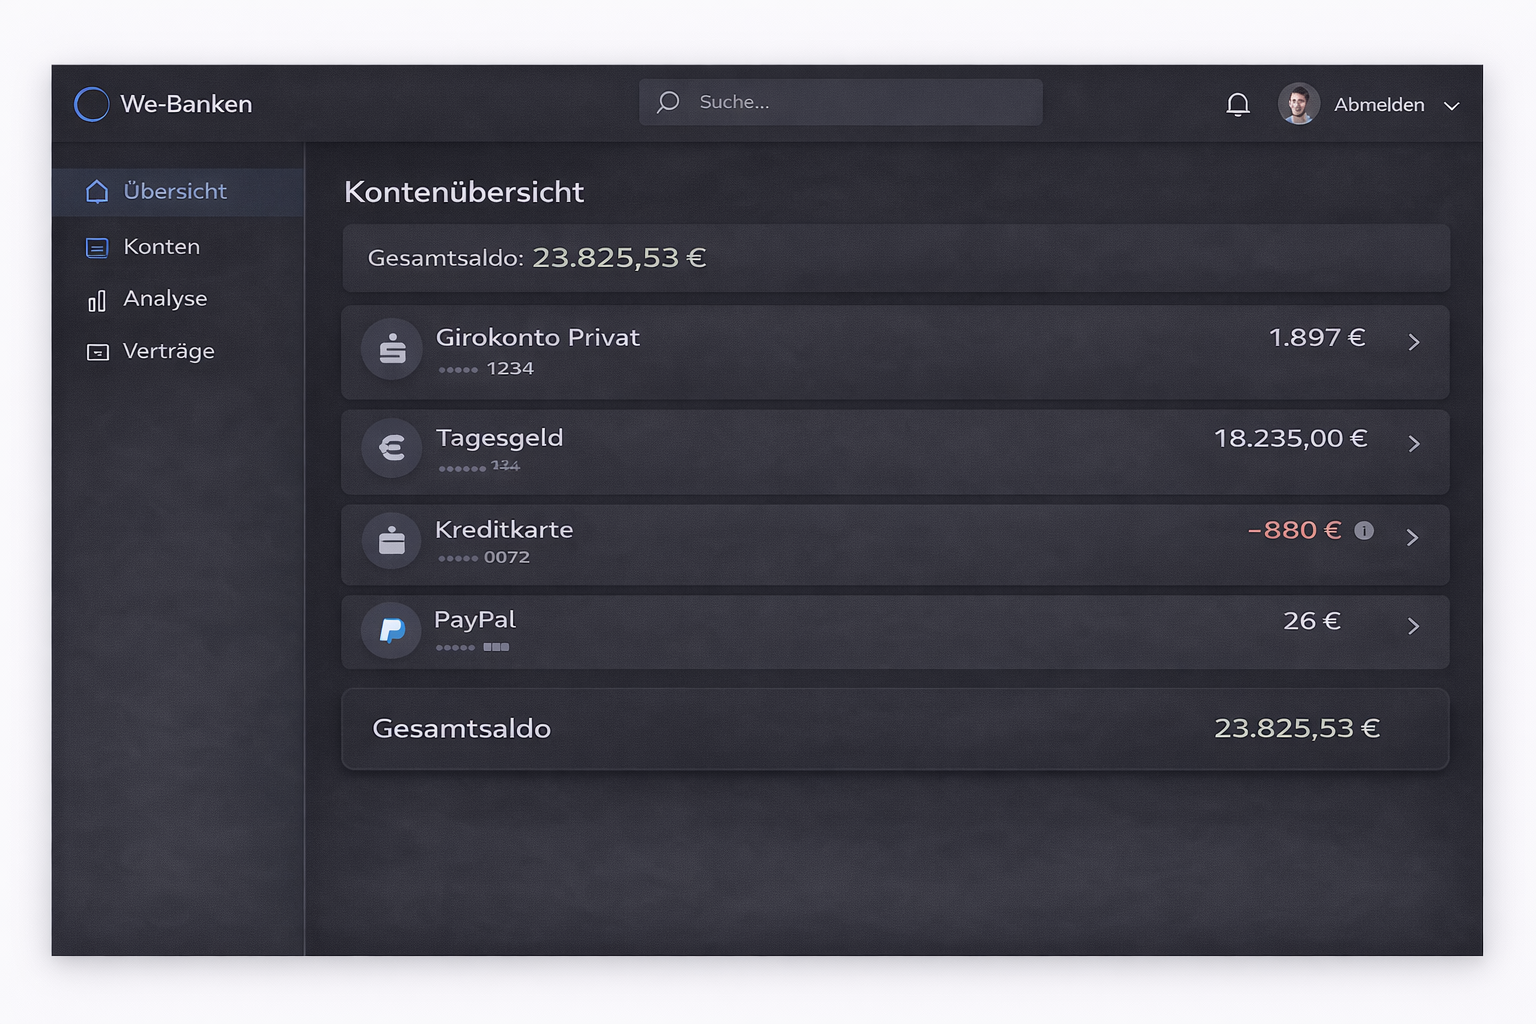 We-Banken
Suche...
Abmelden
Übersicht
Konten
Analyse
Verträge
Kontenübersicht
Gesamtsaldo: 23.825,53 €
Girokonto Privat
1.897 €
••••• 1234
Tagesgeld
18.235,00 €
••••••
Kreditkarte
−880 €
••••• 0072
PayPal
26 €
•••••
Gesamtsaldo
23.825,53 €